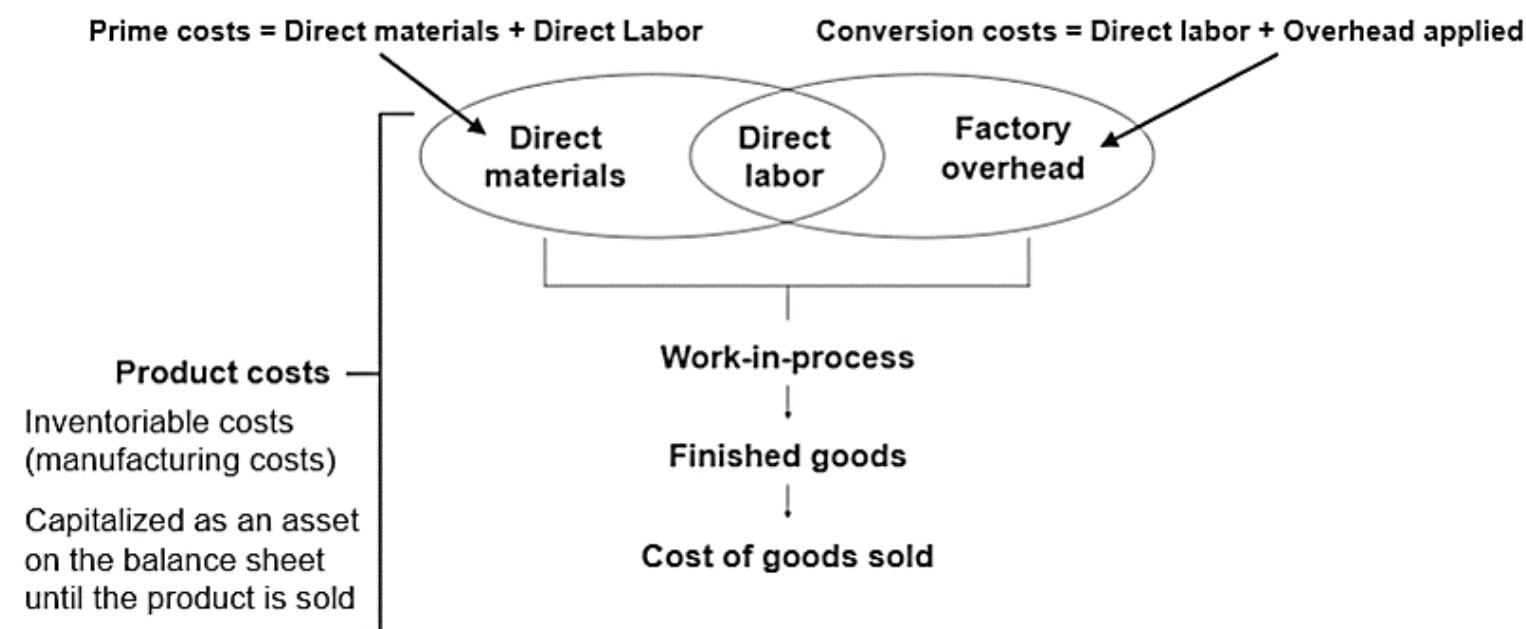 Prime costs = Direct materials + Direct Labor
Conversion costs = Direct labor + Overhead applied
Direct
materials
Direct
labor
Factory
overhead
Work-in-process
Product costs
Inventoriable costs
(manufacturing costs)
Finished goods
Capitalized as an asset
on the balance sheet
until the product is sold
Cost of goods sold